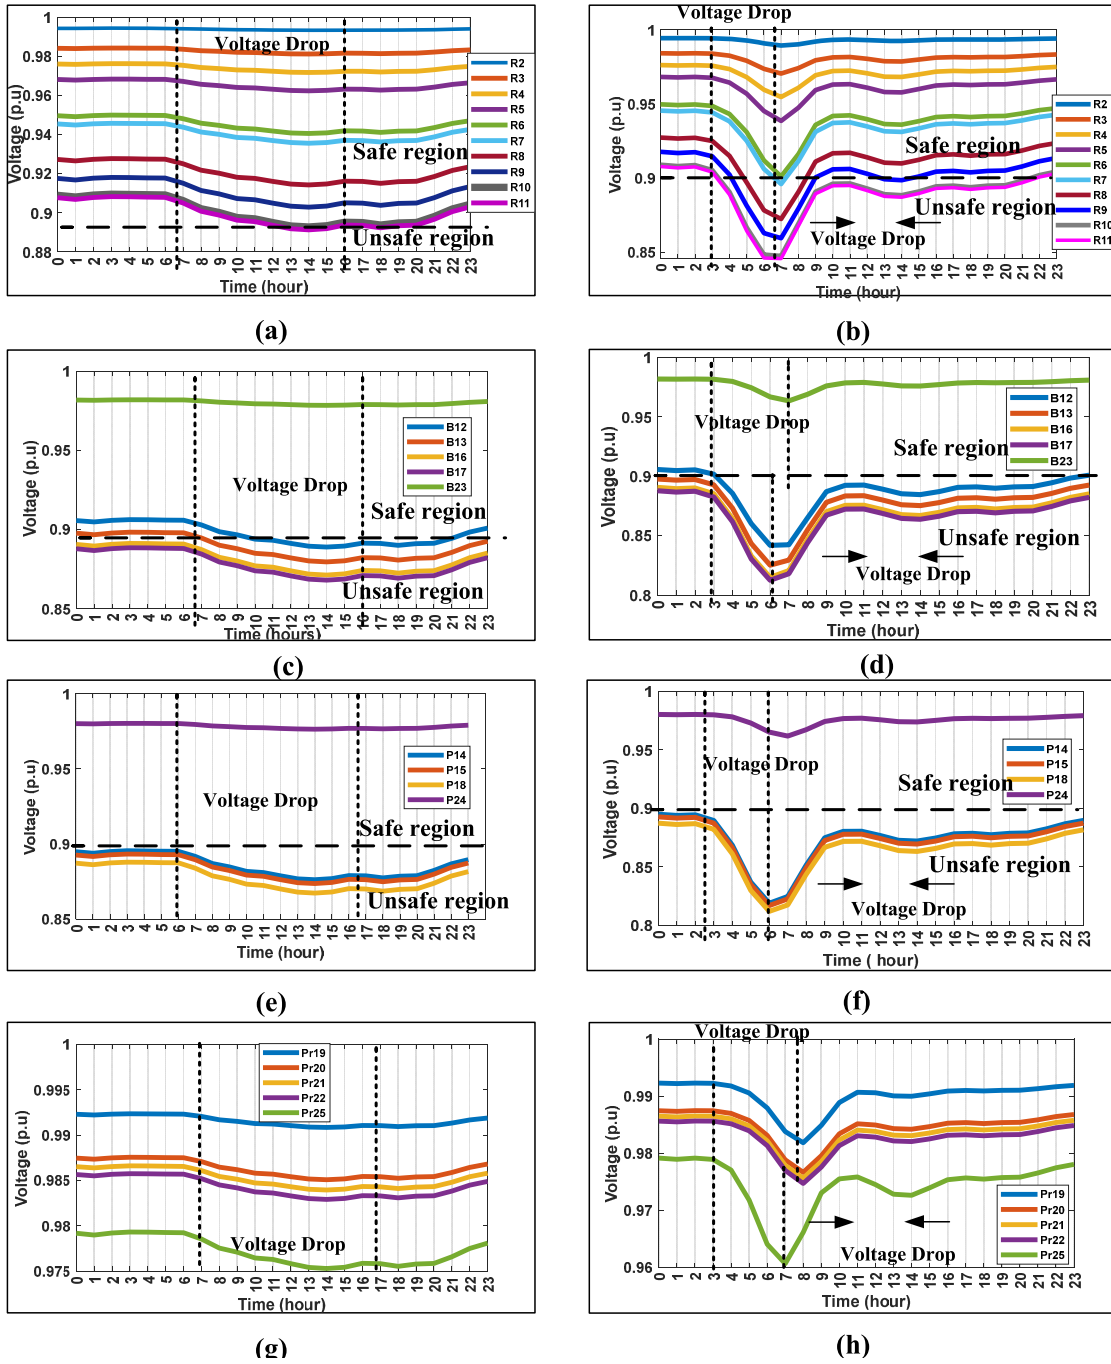 1
0.98
0.96
0.94
0.92
0.9
0.88
Voltage (p.u)
Voltage Drop
Safe region
Unsafe region
R2
R3
R4
R5
R6
R7
R8
R9
R10
R11
0 1 2 3 4 5 6 7 8 9 10 11 12 13 14 15 16 17 18 19 20 21 22 23
Time (hour)
(a)
Voltage Drop
1
0.95
0.9
0.85
Voltage (p.u)
R2
R3
R4
R5
R6
R7
R8
R9
R10
R11
Safe region
Unsafe region
Voltage Drop
0 1 2 3 4 5 6 7 8 9 10 11 12 13 14 15 16 17 18 19 20 21 22 23
Time (hour)
(b)
1
0.95
0.9
0.85
Voltage (p.u)
B12
B13
B16
B17
B23
Voltage Drop
Safe region
Unsafe region
0 1 2 3 4 5 6 7 8 9 10 11 12 13 14 15 16 17 18 19 20 21 22 23
Time (hours)
(c)
1
0.95
0.9
0.85
0.8
Voltage (p.u)
B12
B13
B16
B17
B23
Voltage Drop
Safe region
Unsafe region
Voltage Drop
0 1 2 3 4 5 6 7 8 9 10 11 12 13 14 15 16 17 18 19 20 21 22 23
Time (hour)
(d)
1
0.95
0.9
0.85
Voltage (p.u)
P14
P15
P18
P24
Voltage Drop
Safe region
Unsafe region
0 1 2 3 4 5 6 7 8 9 10 11 12 13 14 15 16 17 18 19 20 21 22 23
Time (hour)
(e)
1
0.95
0.9
0.85
0.8
Voltage (p.u)
P14
P15
P18
P24
Voltage Drop
Safe region
Unsafe region
Voltage Drop
0 1 2 3 4 5 6 7 8 9 10 11 12 13 14 15 16 17 18 19 20 21 22 23
Time ( hour)
(f)
1
0.995
0.99
0.985
0.98
0.975
Voltage (p.u)
Pr19
Pr20
Pr21
Pr22
Pr25
Voltage Drop
0 1 2 3 4 5 6 7 8 9 10 11 12 13 14 15 16 17 18 19 20 21 22 23
Time (hour)
(g)
Voltage Drop
1
0.99
0.98
0.97
0.96
Voltage (p.u)
Pr19
Pr20
Pr21
Pr22
Pr25
Voltage Drop
0 1 2 3 4 5 6 7 8 9 10 11 12 13 14 15 16 17 18 19 20 21 22 23
Time (hour)
(h)